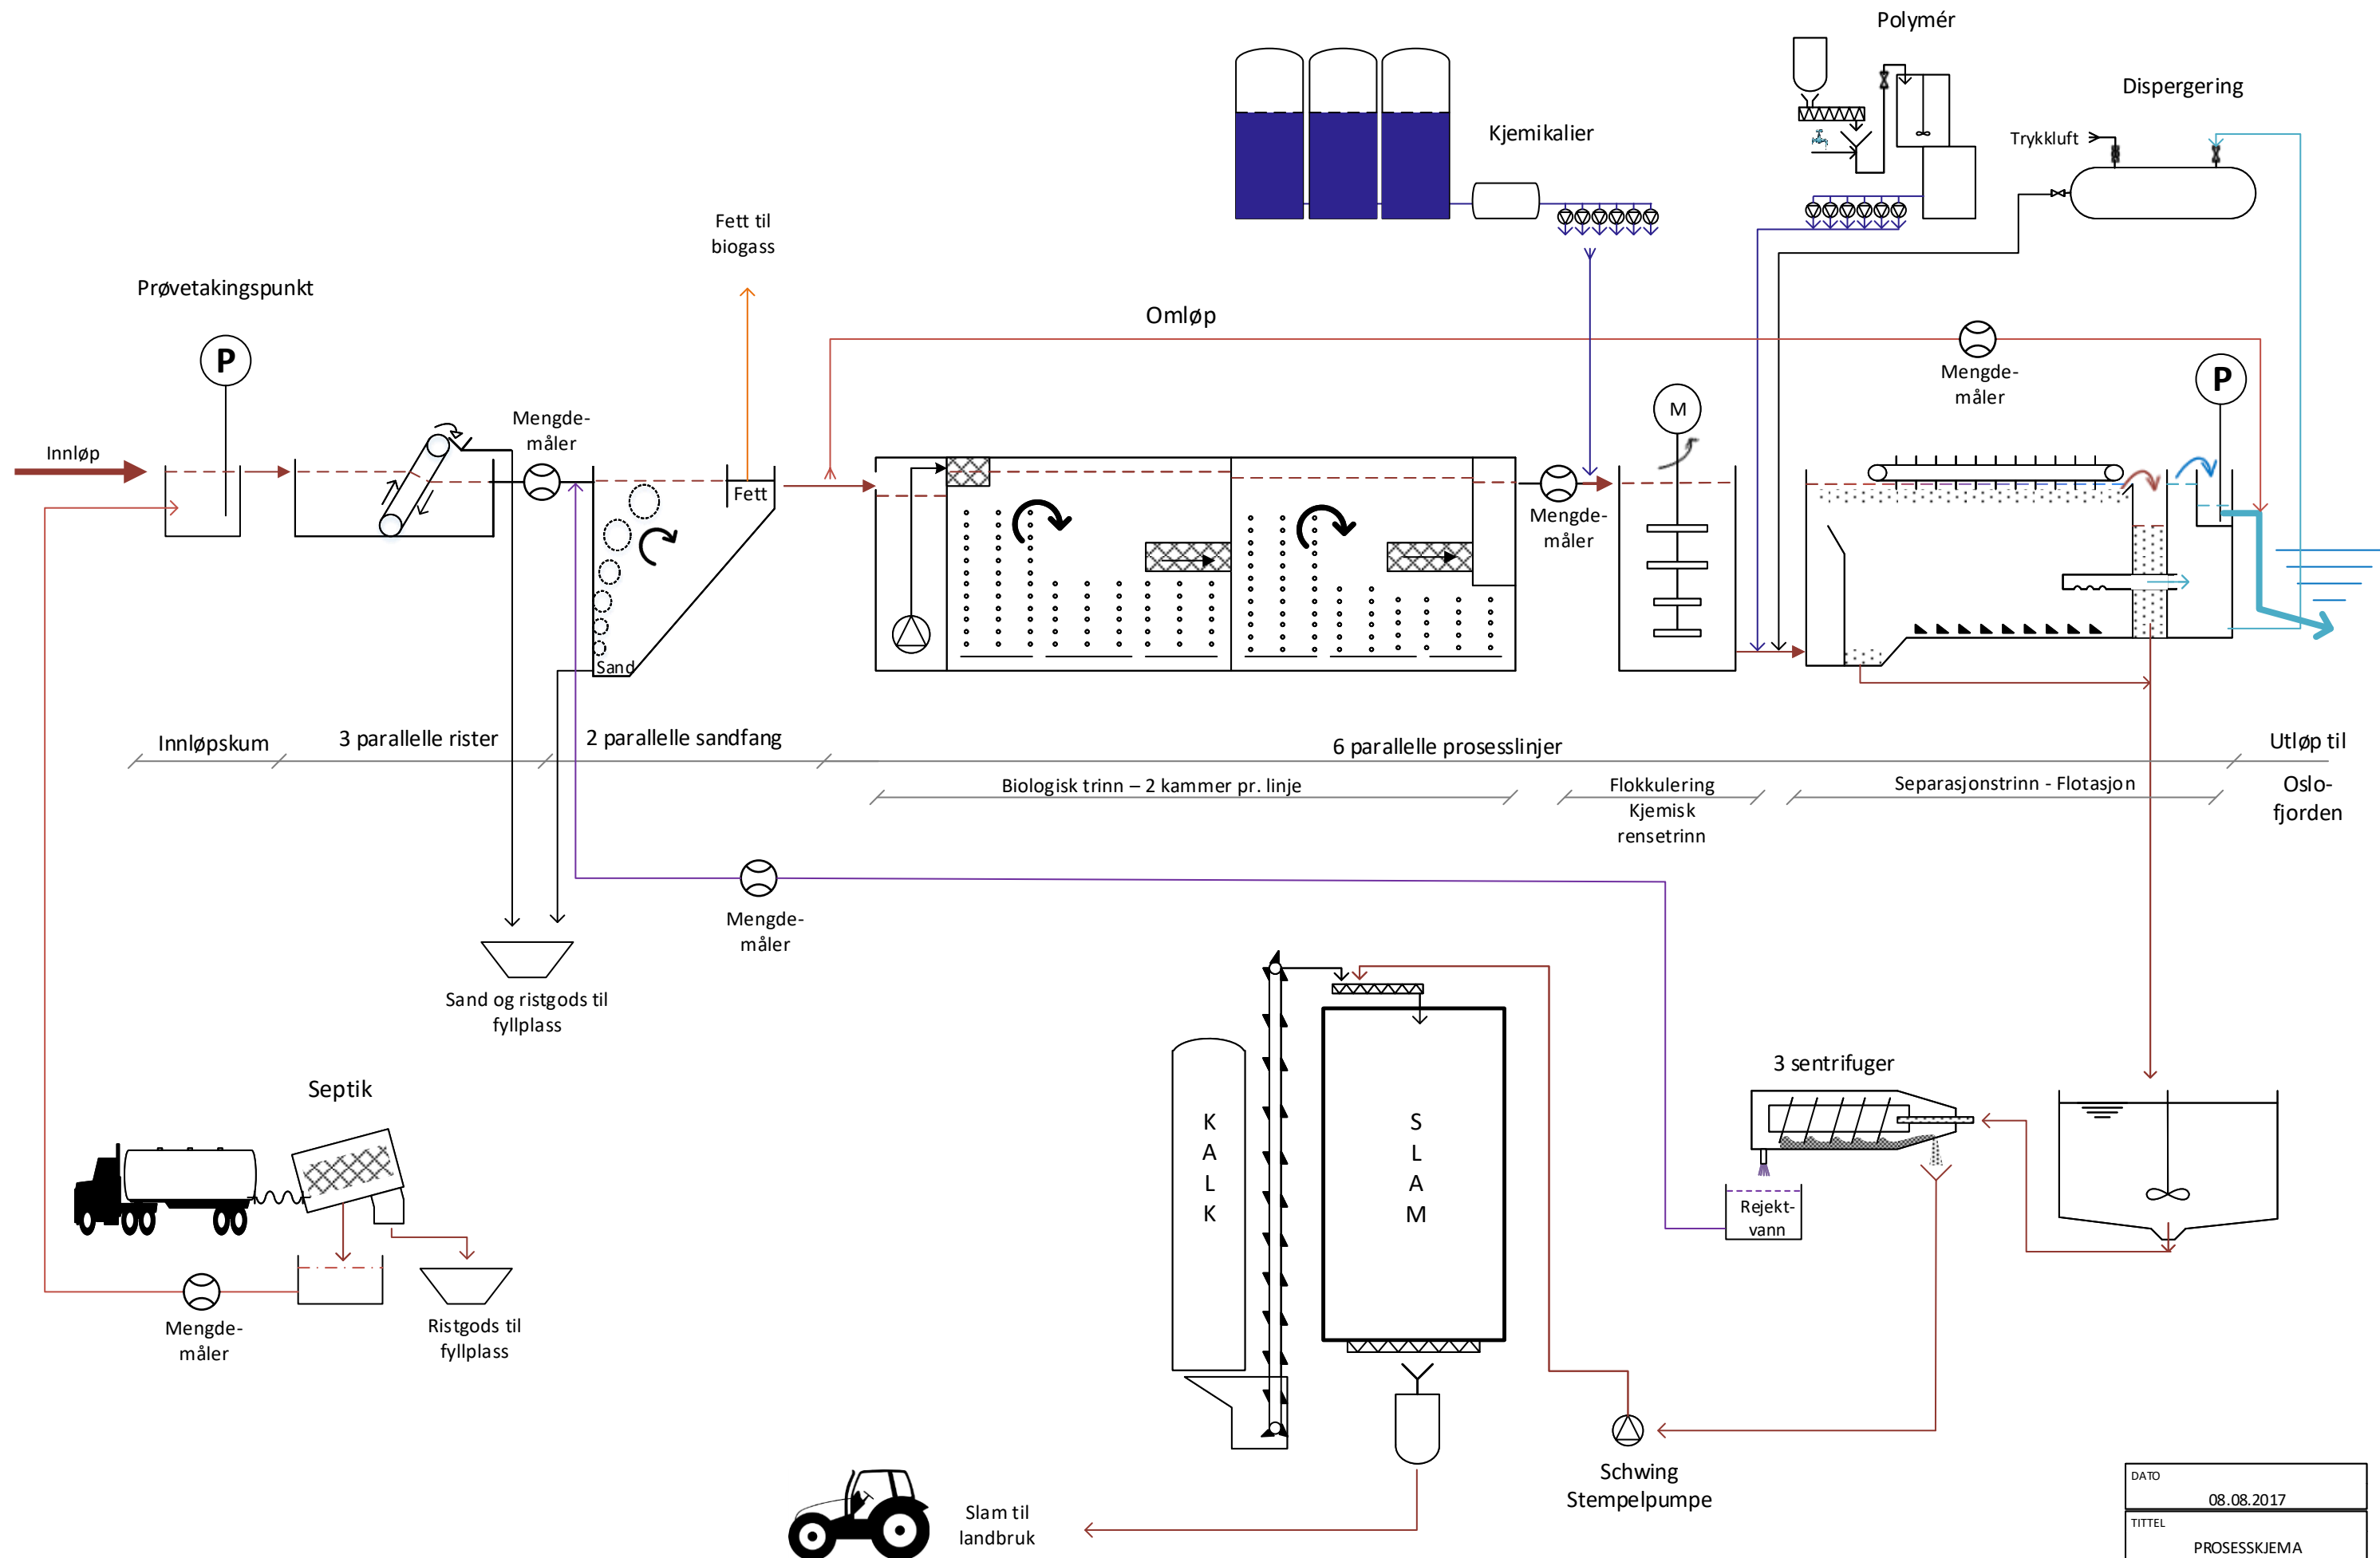 Polymér
Dispergering
Kjemikalier
Trykkluft
Fett til
biogass
Prøvetakingspunkt
Omløp
P
Mengde-
måler
P
M
Mengde-
måler
Innløp
Fett
Mengde-
måler
Sand
Innløpskum
3 parallelle rister
2 parallelle sandfang
6 parallelle prosesslinjer
Utløp til
Oslo-
fjorden
Biologisk trinn – 2 kammer pr. linje
Flokkulering
Kjemisk
rensetrinn
Separasjonstrinn - Flotasjon
Mengde-
måler
Sand og ristgods til
fyllplass
3 sentrifuger
Septik
K
A
L
K
S
L
A
M
Rejekt-
vann
Mengde-
måler
Ristgods til
fyllplass
Schwing
Stempelpumpe
Slam til
landbruk
DATO
08.08.2017
TITTEL
PROSESSKJEMA